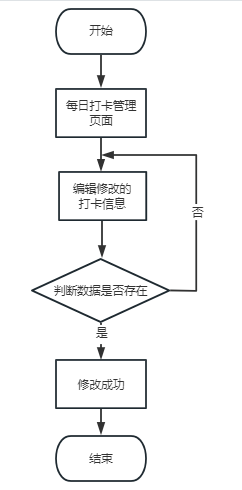 开始
每日打卡管理
页面
编辑修改的
打卡信息
否
判断数据是否存在
是
修改成功
结束